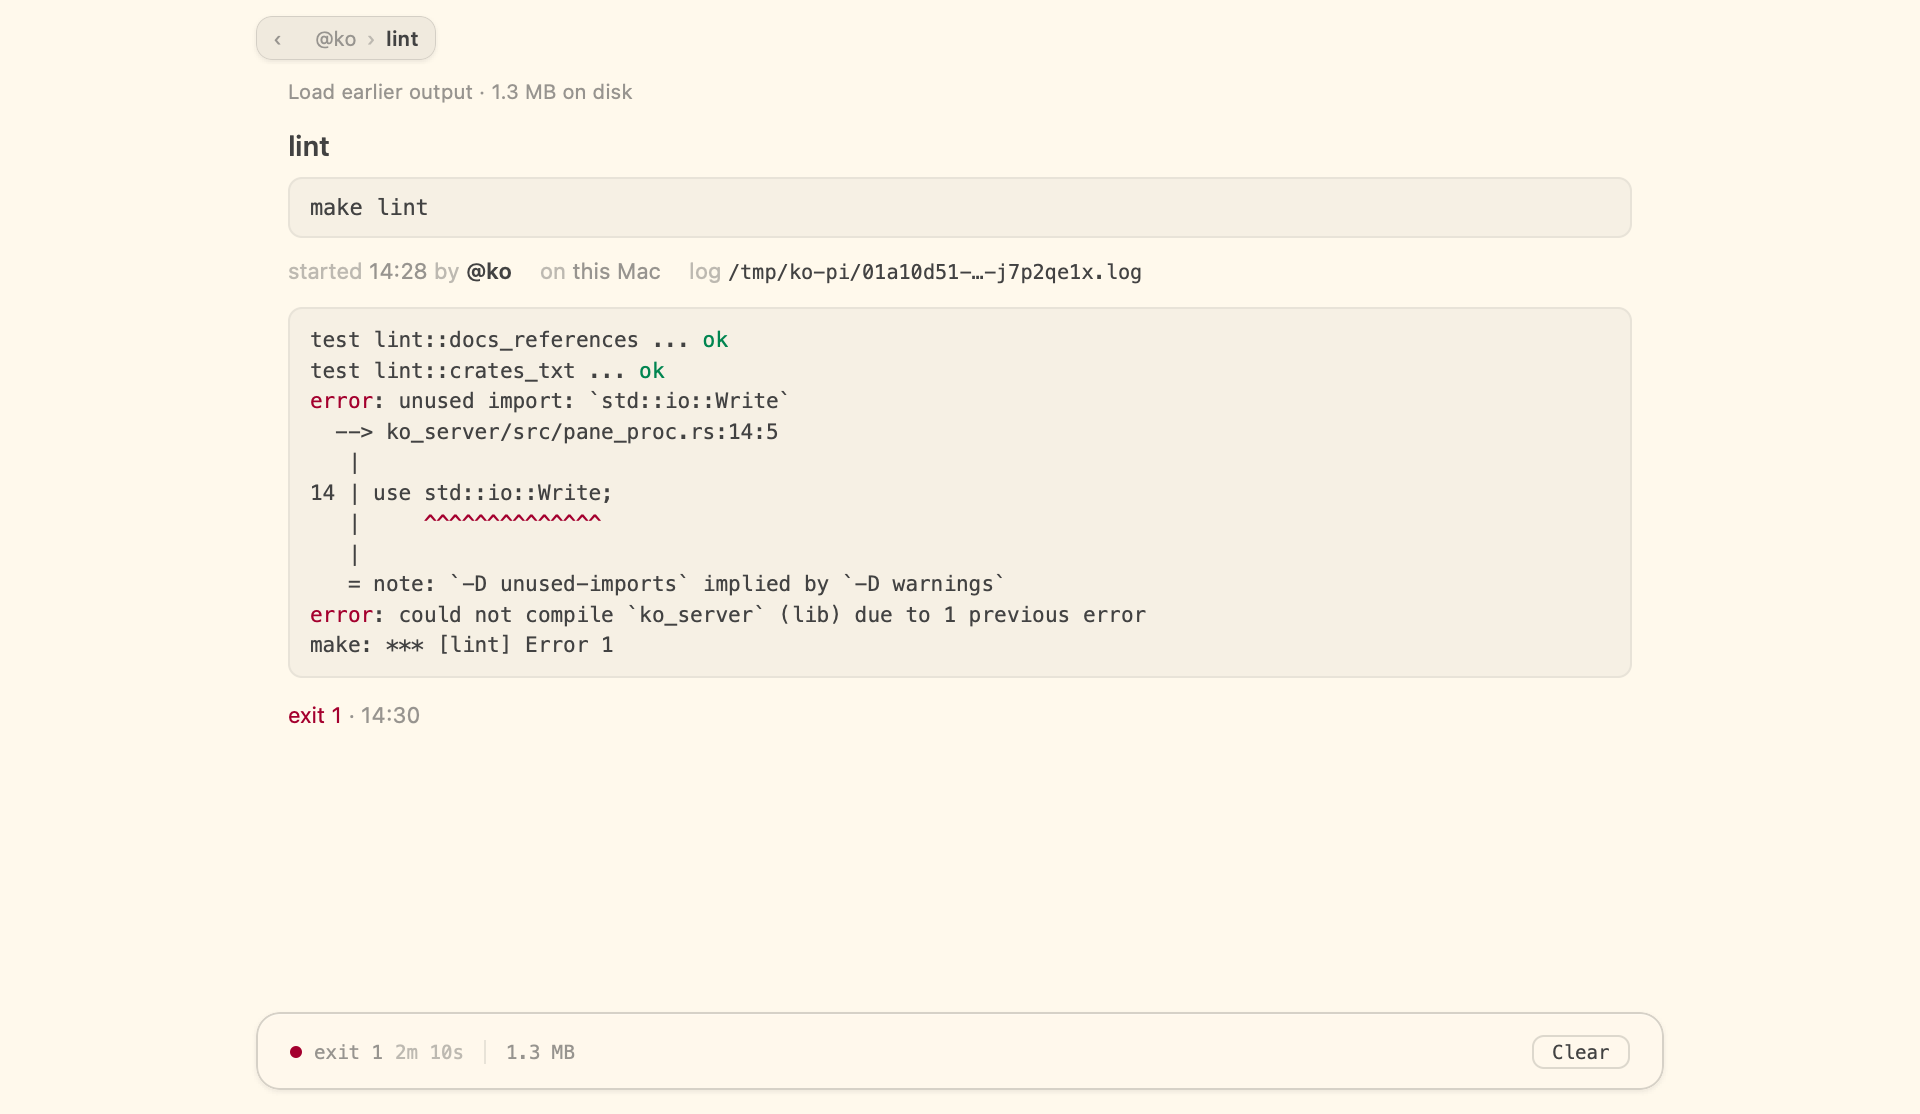 ‹ @ko › lint
Load earlier output · 1.3 MB on disk
lint
make lint
started 14:28 by @ko on this Mac log /tmp/ko-pi/01a10d51-…-j7p2qe1x.log
test lint::docs_references ... ok
test lint::crates_txt ... ok
error: unused import: `std::io::Write`
  --> ko_server/src/pane_proc.rs:14:5
   |
14 | use std::io::Write;
   |     ^^^^^^^^^^^^^^
   |
   = note: `-D unused-imports` implied by `-D warnings`
error: could not compile `ko_server` (lib) due to 1 previous error
make: *** [lint] Error 1
exit 1 · 14:30
exit 1 2m 10s | 1.3 MB Clear